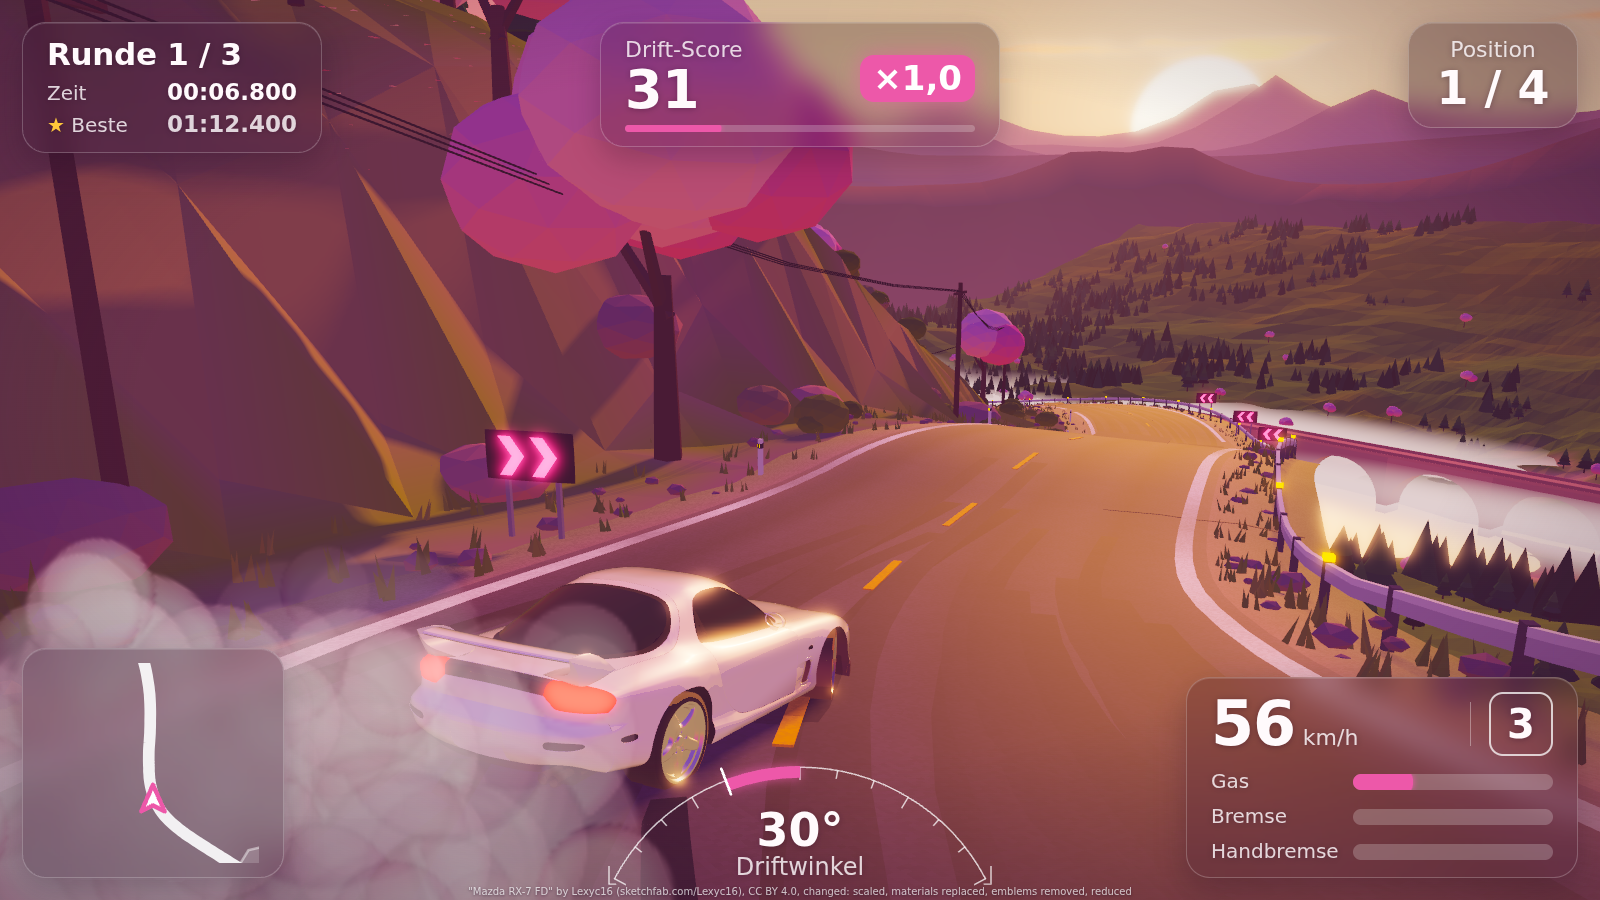 Runde 1 / 3
Zeit 00:06.800
★ Beste 01:12.400
Drift-Score
31
×1,0
Position
1 / 4
56 km/h
3
Gas
Bremse
Handbremse
30°
Driftwinkel
"Mazda RX-7 FD" by Lexyc16 (sketchfab.com/Lexyc16), CC BY 4.0, changed: scaled, materials replaced, emblems removed, reduced